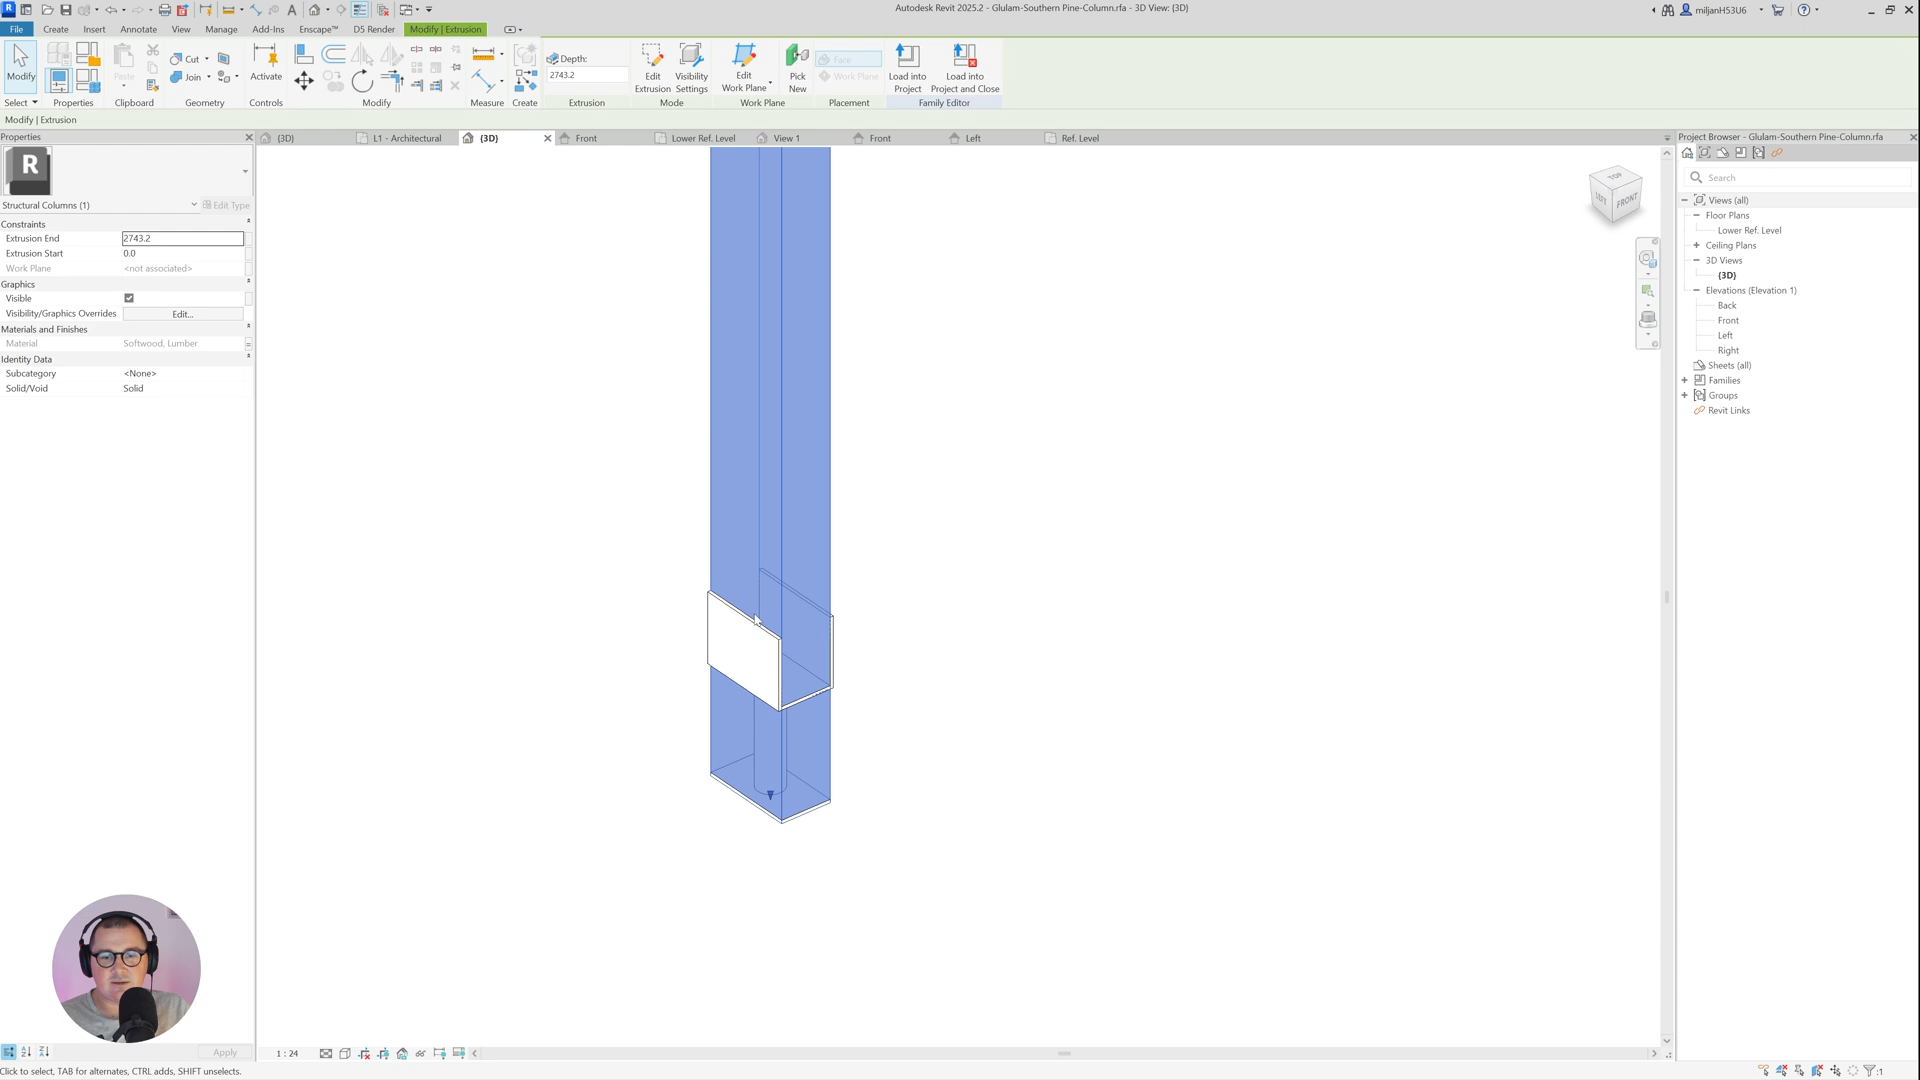 Autodesk Revit 2025.2 - Glulam-Southern Pine-Column.rfa - 3D View: {3D}
miljanH53U6
File
Create
Insert
Annotate
View
Manage
Add-Ins
Enscape™
D5 Render
Modify | Extrusion
Modify
Paste
Cut
Join
Activate
Depth:
2743.2
Edit
Extrusion
Visibility
Settings
Edit
Work Plane
Pick
New
Face
Work Plane
Load into
Project
Load into
Project and Close
Select
Properties
Clipboard
Geometry
Controls
Modify
Measure
Create
Extrusion
Mode
Work Plane
Placement
Family Editor
Modify | Extrusion
Properties
{3D}
L1 - Architectural
{3D}
Front
Lower Ref. Level
View 1
Front
Left
Ref. Level
Project Browser - Glulam-Southern Pine-Column.rfa
R
Structural Columns (1)
Edit Type
Constraints
Extrusion End
2743.2
Extrusion Start
0.0
Work Plane
<not associated>
Graphics
Visible
Visibility/Graphics Overrides
Edit...
Materials and Finishes
Material
Softwood, Lumber
Identity Data
Subcategory
<None>
Solid/Void
Solid
TOP
LEFT
FRONT
Search
Views (all)
Floor Plans
Lower Ref. Level
Ceiling Plans
3D Views
{3D}
Elevations (Elevation 1)
Back
Front
Left
Right
Sheets (all)
Families
Groups
Revit Links
Apply
1 : 24
Click to select, TAB for alternates, CTRL adds, SHIFT unselects.
:1